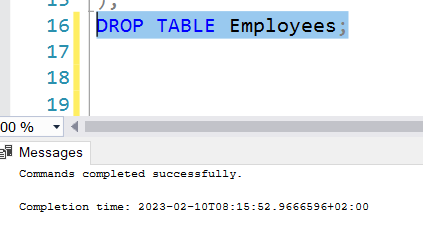 15 );
16 DROP TABLE Employees;
17
18
19
00 %
Messages
Commands completed successfully.
Completion time: 2023-02-10T08:15:52.9666596+02:00